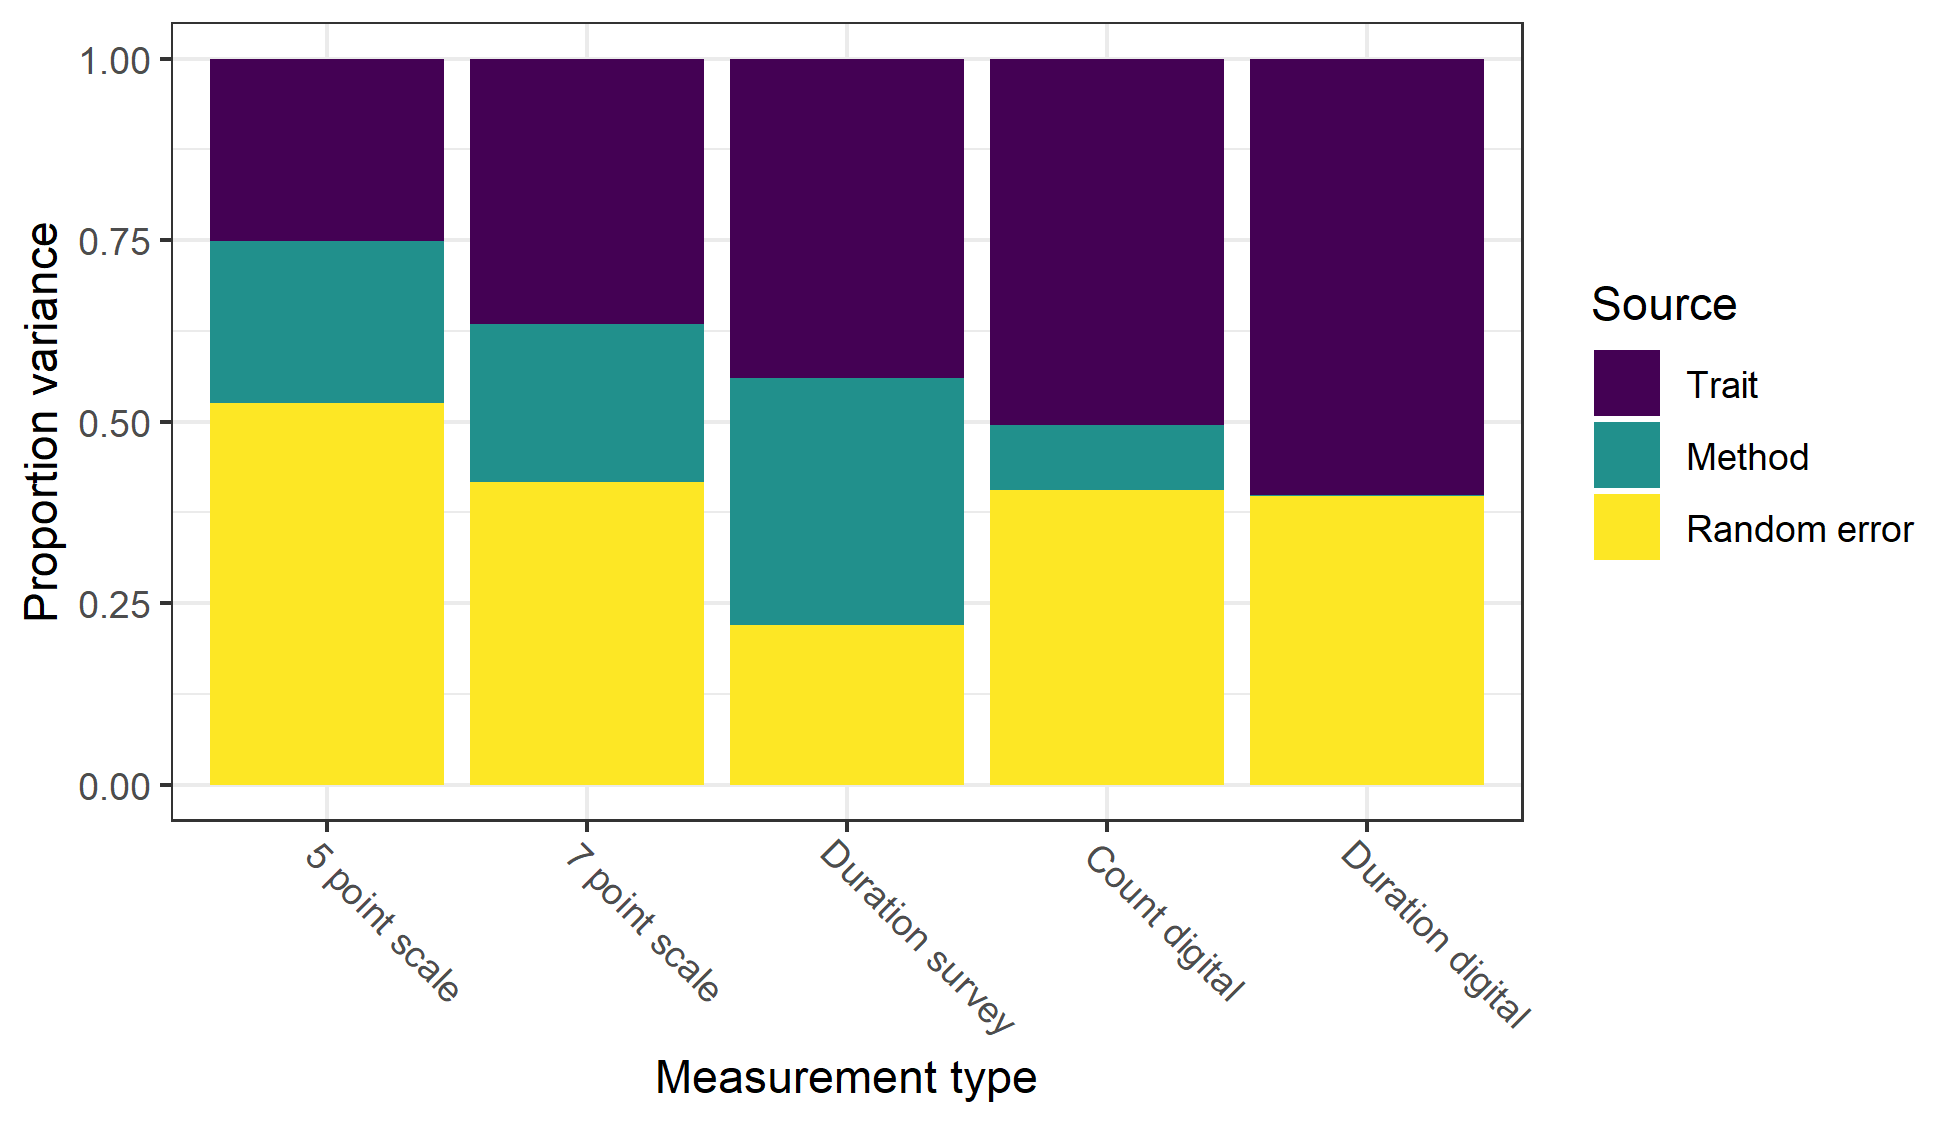 1.00
0.75
0.50
0.25
0.00
Proportion variance
5 point scale
7 point scale
Duration survey
Count digital
Duration digital
Measurement type
Source
Trait
Method
Random error